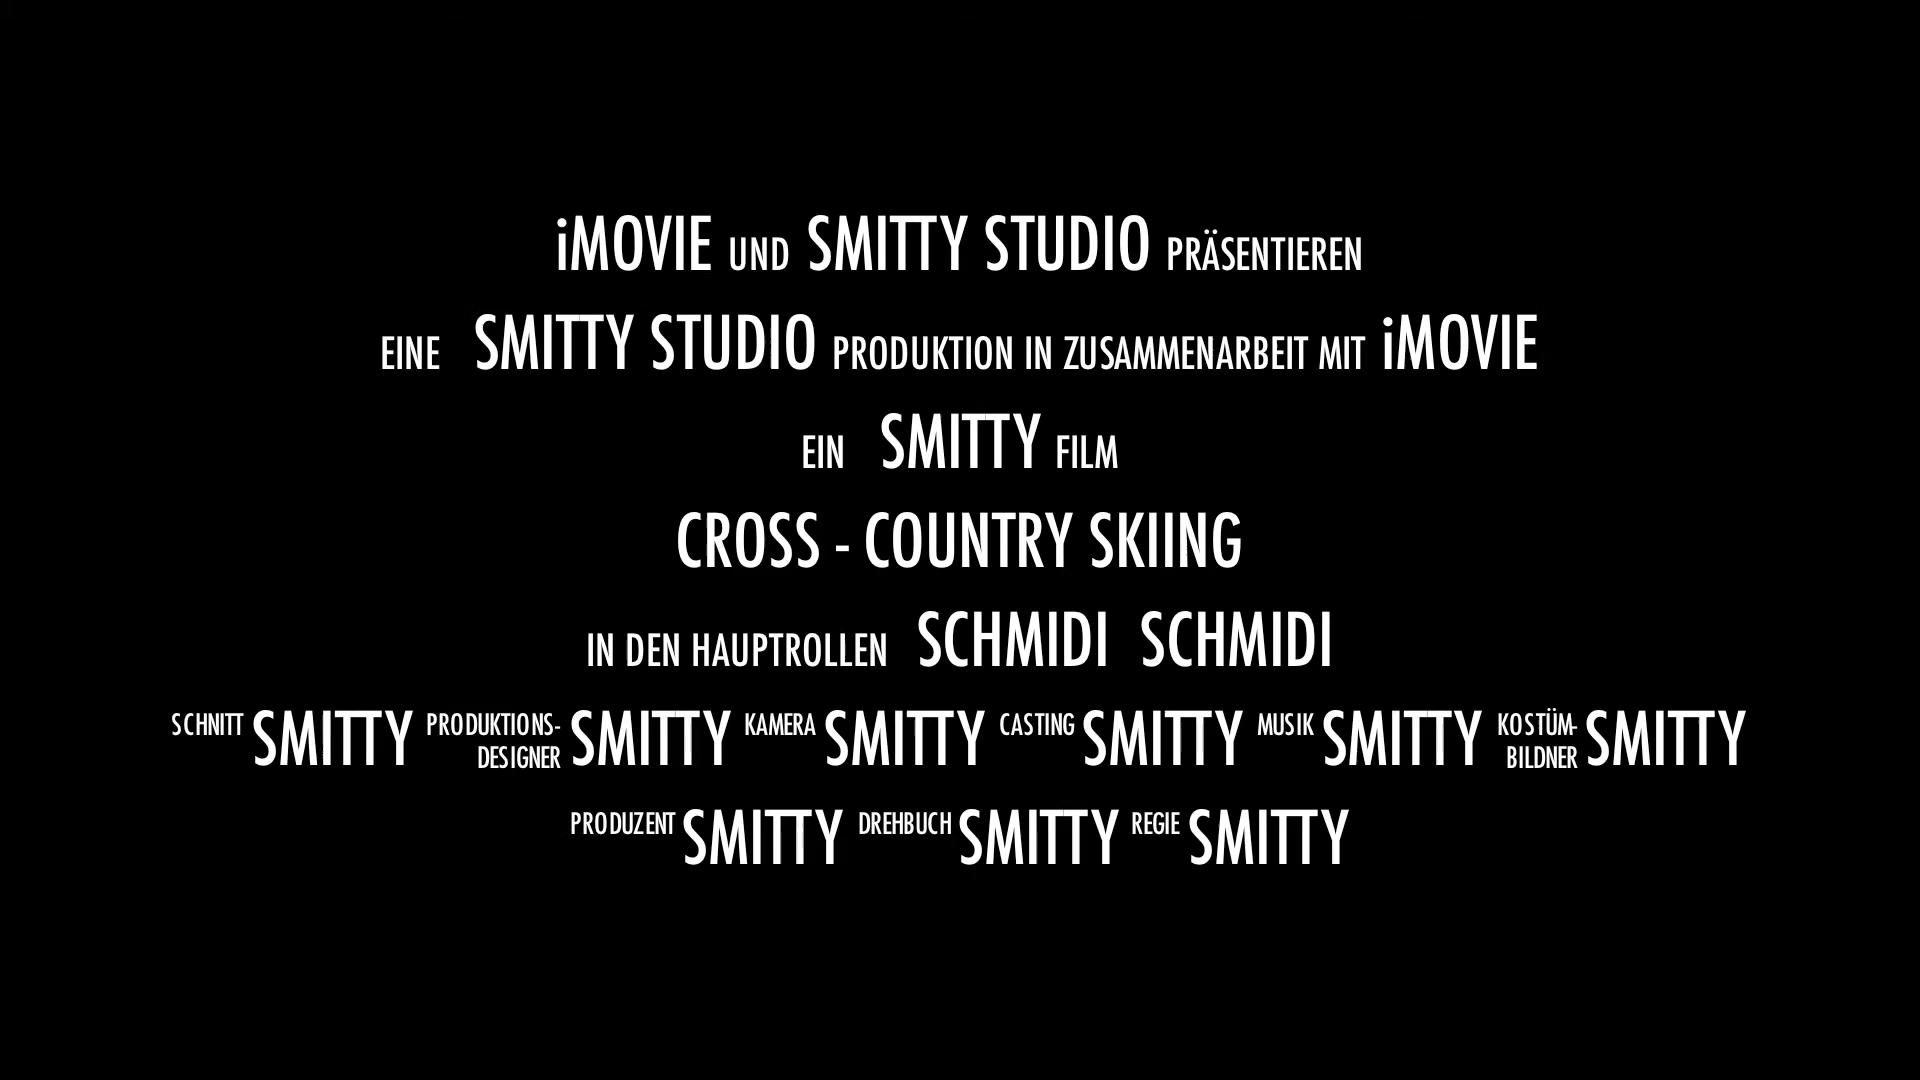 iMOVIE UND SMITTY STUDIO PRÄSENTIEREN
EINE SMITTY STUDIO PRODUKTION IN ZUSAMMENARBEIT MIT iMOVIE
EIN SMITTY FILM
CROSS - COUNTRY SKIING
IN DEN HAUPTROLLEN SCHMIDI SCHMIDI
SCHNITT SMITTY PRODUKTIONS-DESIGNER SMITTY KAMERA SMITTY CASTING SMITTY MUSIK SMITTY KOSTÜM-BILDNER SMITTY
PRODUZENT SMITTY DREHBUCH SMITTY REGIE SMITTY